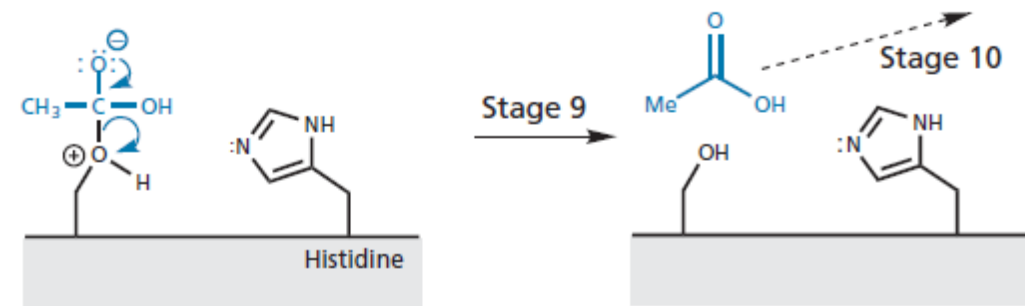 ⊖
:Ö:
CH₃—C—OH
⊕ O
H
:N
NH
Histidine
Stage 9
O
Me
OH
Stage 10
OH
:N
NH